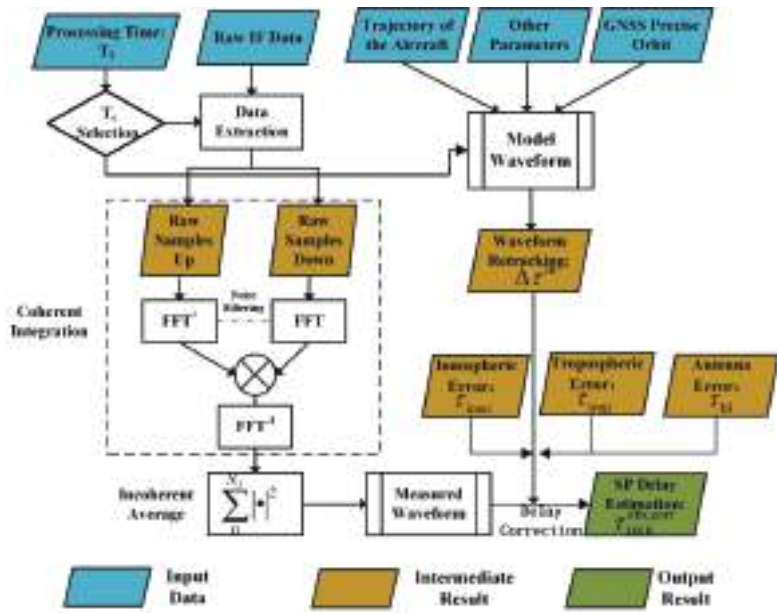 Processing Time:
Raw IF Data
Trajectory of
the Aircraft
Other
Parameters
GNSS Precise
Orbit
Selection
Data
Extraction
Model
Waveform
Raw
Samples
Up
Raw
Samples
Down
Waveform
Retracking:
Coherent
Integration
FFT*
Noise
Filtering
FFT
Ionospheric
Error:
Tropospheric
Error:
Antenna
Error:
FFT
Incoherent
Average
Measured
Waveform
Delay
Correction
SP Delay
Estimation:
Input
Data
Intermediate
Result
Output
Result